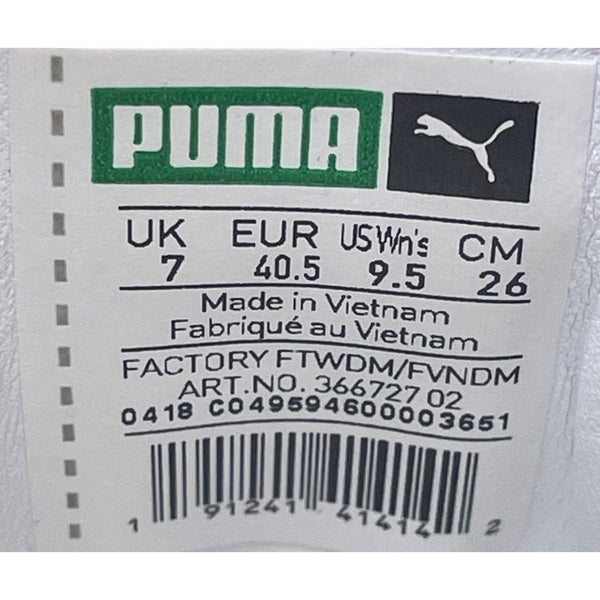 PUMA
UK EUR US Wn's CM
7 40.5 9.5 26
Made in Vietnam
Fabriqué au Vietnam
FACTORY FTWDM/FVNDM
ART.NO. 366727 02
0418 C049594600003651
1 91241 41414 2